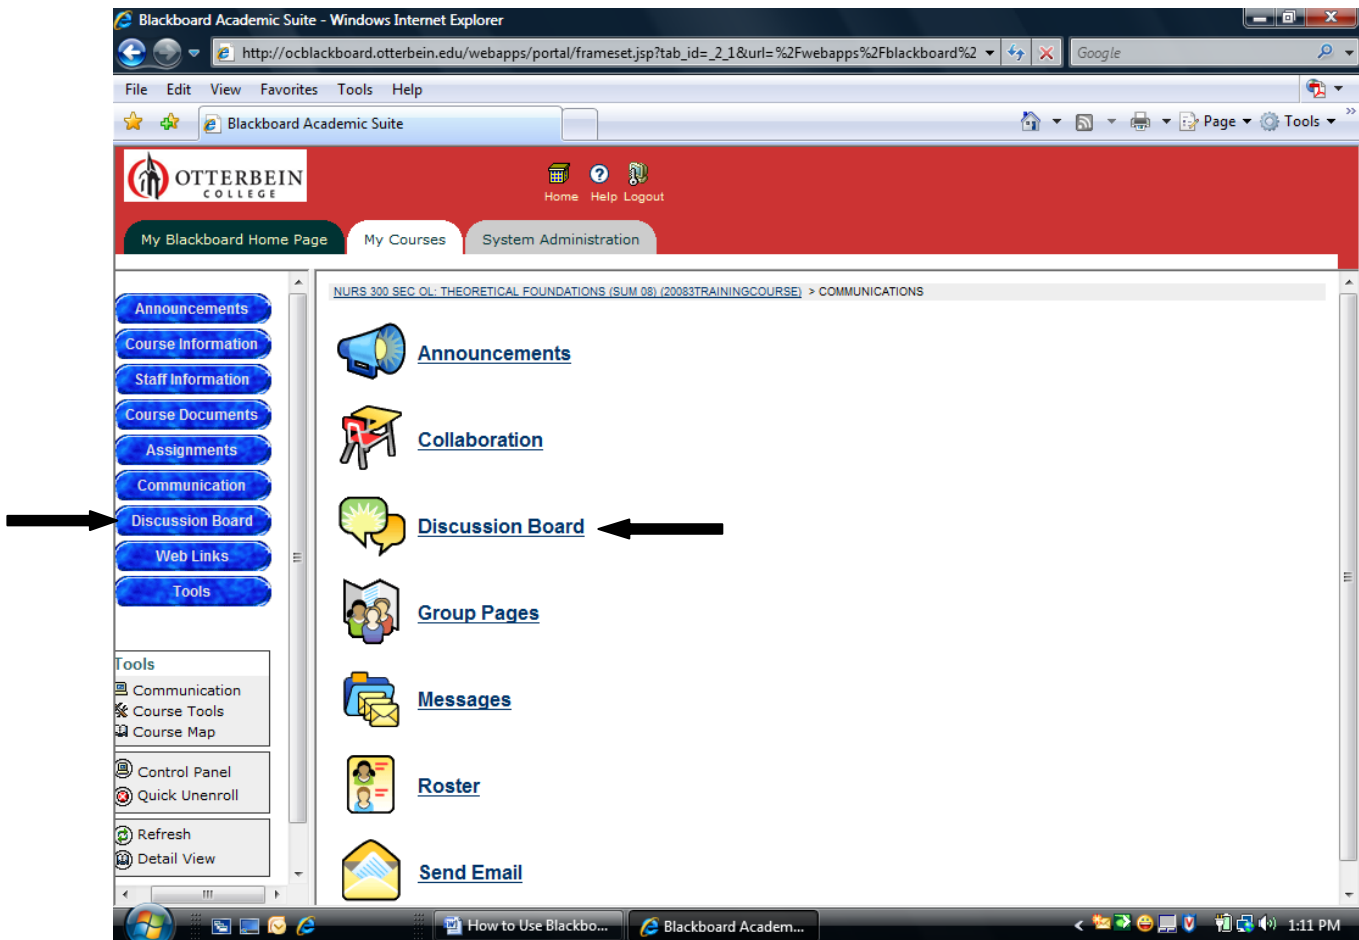 Blackboard Academic Suite - Windows Internet Explorer
http://ocblackboard.otterbein.edu/webapps/portal/frameset.jsp?tab_id=_2_1&url=%2Fwebapps%2Fblackboard%2
Google
File Edit View Favorites Tools Help
Blackboard Academic Suite
Page Tools
OTTERBEIN
COLLEGE
Home Help Logout
My Blackboard Home Page My Courses System Administration
NURS 300 SEC OL: THEORETICAL FOUNDATIONS (SUM 08) (20083TRAININGCOURSE) > COMMUNICATIONS
Announcements
Course Information
Staff Information
Course Documents
Assignments
Communication
Discussion Board
Web Links
Tools
Tools
Communication
Course Tools
Course Map
Control Panel
Quick Unenroll
Refresh
Detail View
Announcements
Collaboration
Discussion Board
Group Pages
Messages
Roster
Send Email
How to Use Blackbo... Blackboard Academ... 1:11 PM